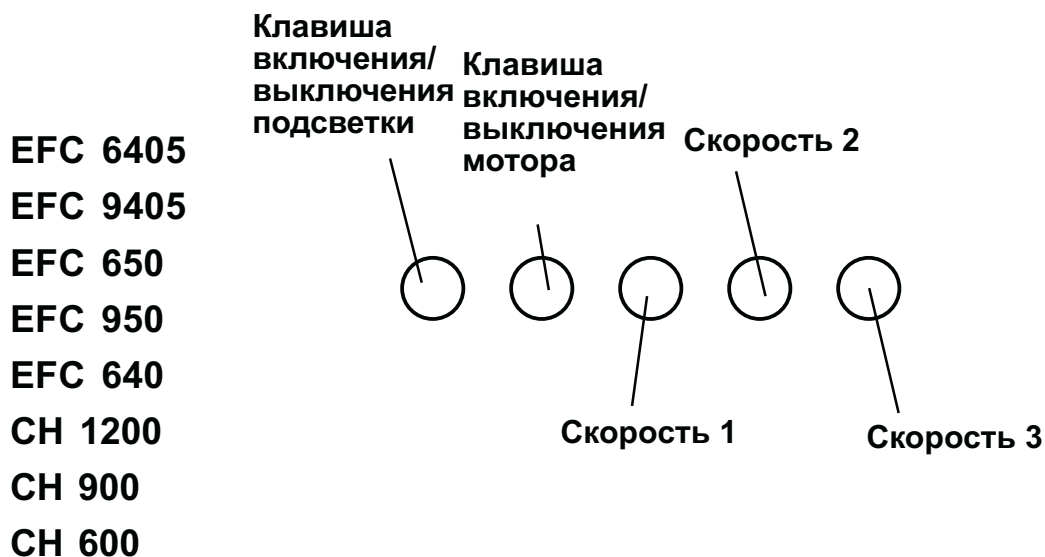 Клавиша
включения/
выключения
подсветки
Клавиша
включения/
выключения
мотора
Скорость 2
EFC 6405
EFC 9405
EFC 650
EFC 950
EFC 640
CH 1200
CH 900
CH 600
Скорость 1
Скорость 3